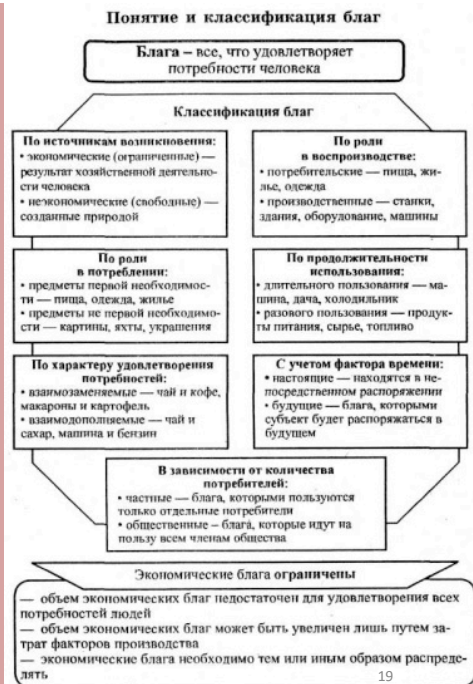 Понятие и классификация благ
Блага – все, что удовлетворяет
потребности человека
Классификация благ
По источникам возникновения:
• экономические (ограниченные) —
результат хозяйственной деятельно-
сти человека
• неэкономические (свободные) —
созданные природой
По роли
в воспроизводстве:
• потребительские — пища, жи-
лье, одежда
• производственные — станки,
здания, оборудование, машины
По роли
в потреблении:
• предметы первой необходимос-
ти — пища, одежда, жилье
• предметы не первой необходимо-
сти — картины, яхты, украшения
По продолжительности
использования:
• длительного пользования — ма-
шина, дача, холодильник
• разового пользования — продук-
ты питания, сырье, топливо
По характеру удовлетворения
потребностей:
• взаимозаменяемые — чай и кофе,
макароны и картофель
• взаимодополняемые — чай и
сахар, машина и бензин
С учетом фактора времени:
• настоящие — находятся в не-
посредственном распоряжении
• будущие — блага, которыми
субъект будет распоряжаться в
будущем
В зависимости от количества
потребителей:
• частные — блага, которыми пользуются
только отдельные потребители
• общественные – блага, которые идут на
пользу всем членам общества
Экономические блага ограничены
— объем экономических благ недостаточен для удовлетворения всех
потребностей людей
— объем экономических благ может быть увеличен лишь путем за-
трат факторов производства
— экономические блага необходимо тем или иным образом распреде-
лять
19